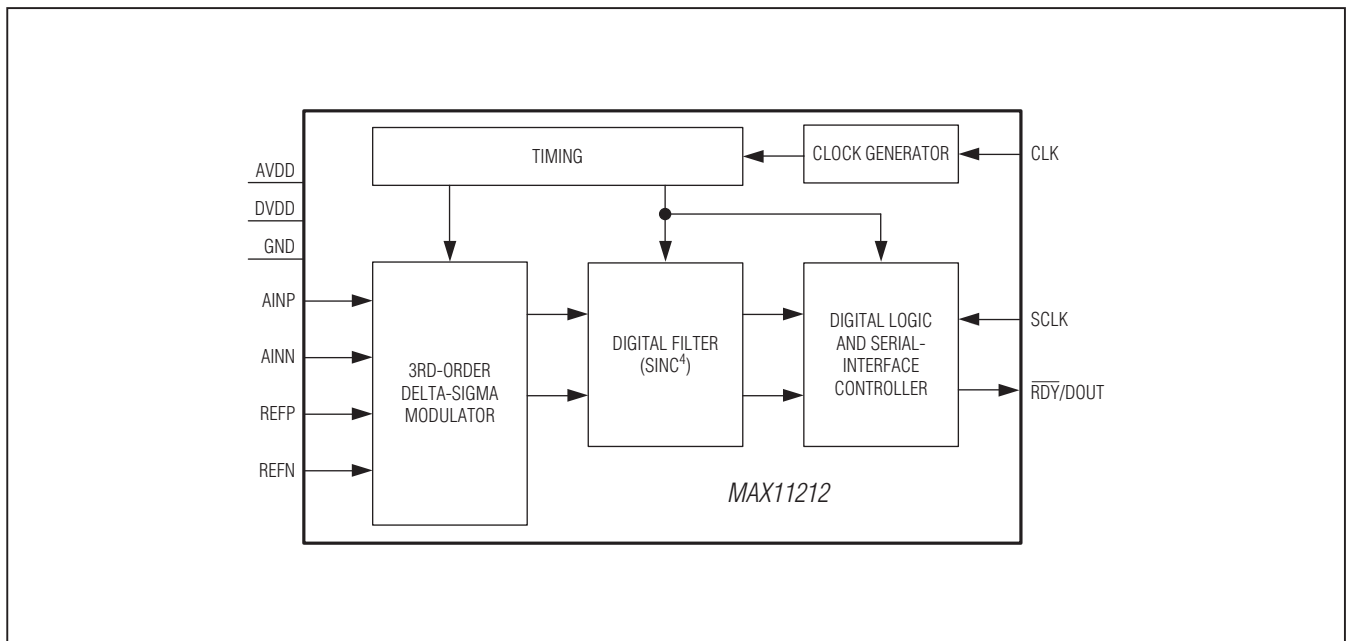 TIMING
CLOCK GENERATOR
CLK
AVDD
DVDD
GND
AINP
AINN
REFP
REFN
3RD-ORDER
DELTA-SIGMA
MODULATOR
DIGITAL FILTER
(SINC⁴)
DIGITAL LOGIC
AND SERIAL-
INTERFACE
CONTROLLER
SCLK
R̅D̅Y̅/DOUT
MAX11212